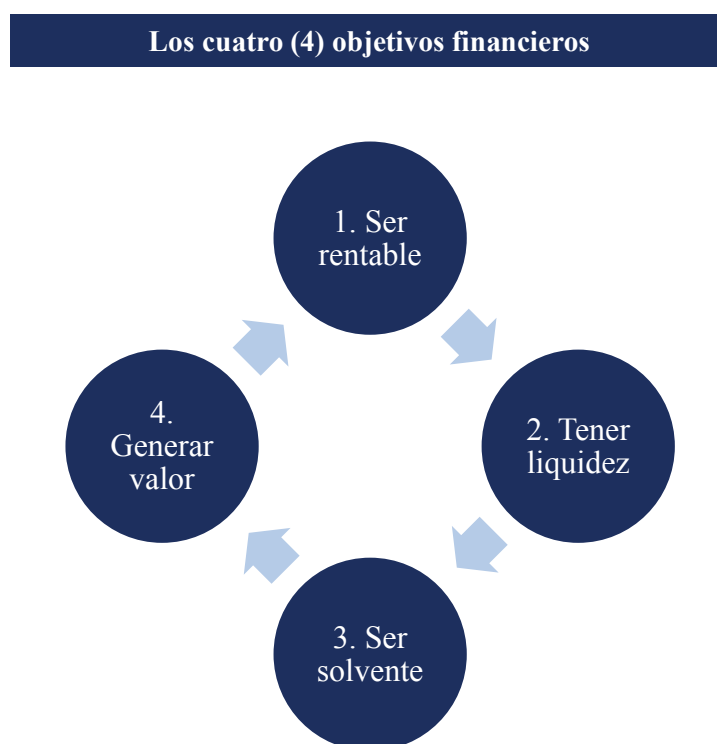 Los cuatro (4) objetivos financieros
1. Ser
rentable
2. Tener
liquidez
3. Ser
solvente
4.
Generar
valor